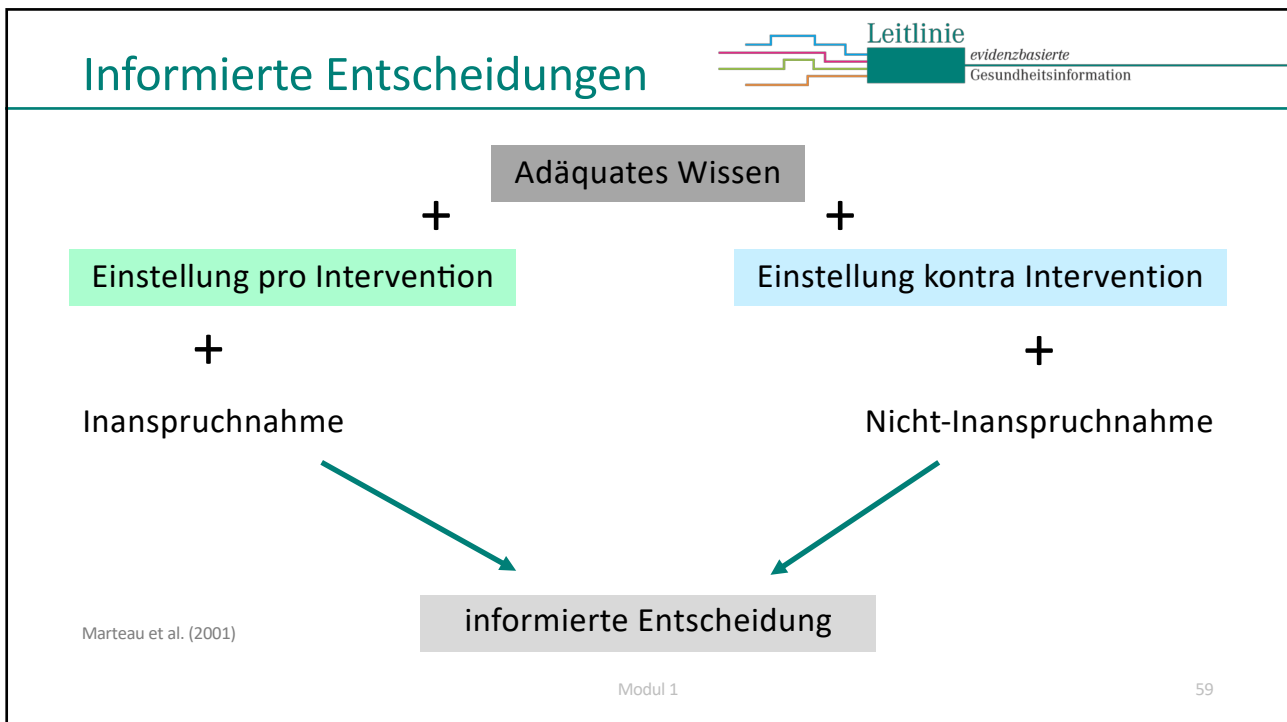 Informierte Entscheidungen
Leitlinie
evidenzbasierte
Gesundheitsinformation
Adäquates Wissen
+ +
Einstellung pro Intervention Einstellung kontra Intervention
+ +
Inanspruchnahme Nicht-Inanspruchnahme
informierte Entscheidung
Marteau et al. (2001)
Modul 1 59